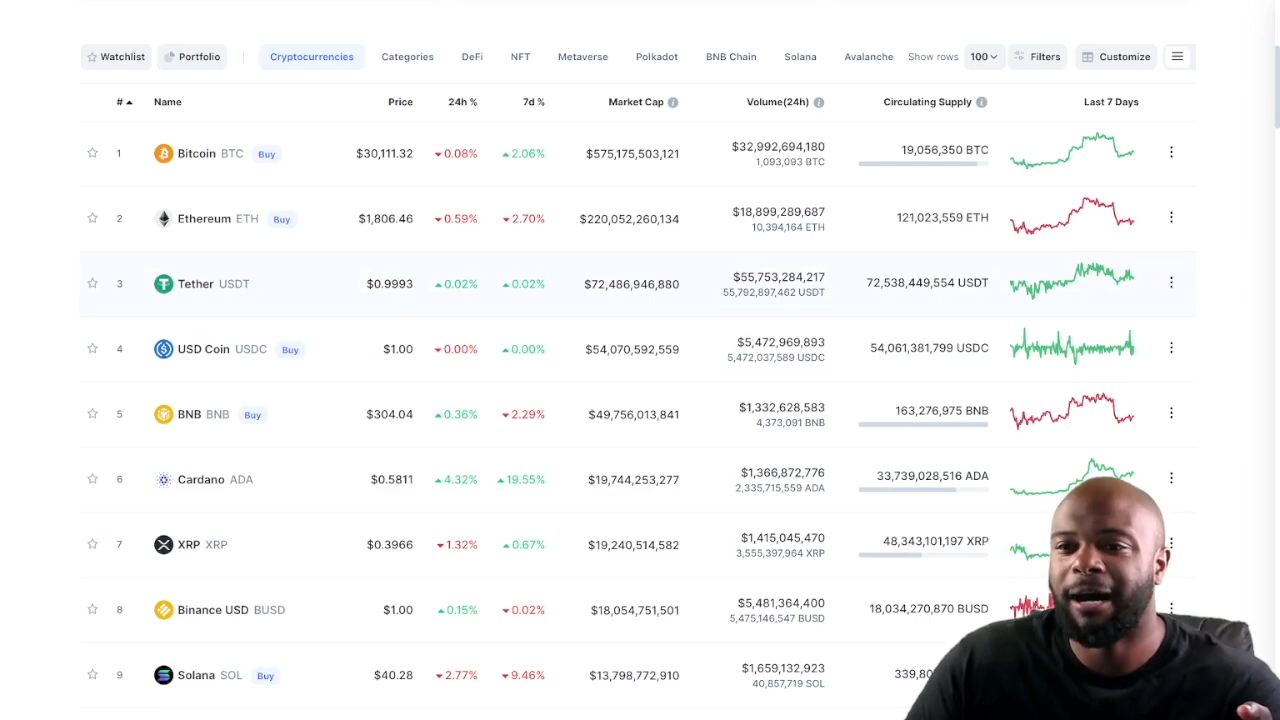 Watchlist Portfolio Cryptocurrencies Categories DeFi NFT Metaverse Polkadot BNB Chain Solana Avalanche Show rows 100 Filters Customize
# Name Price 24h % 7d % Market Cap Volume(24h) Circulating Supply Last 7 Days
1 Bitcoin BTC Buy $30,111.32 0.08% 2.06% $575,175,503,121 $32,992,694,180 19,056,350 BTC
1,093,093 BTC
2 Ethereum ETH Buy $1,806.46 0.59% 2.70% $220,052,260,134 $18,899,289,687 121,023,559 ETH
10,394,164 ETH
3 Tether USDT $0.9993 0.02% 0.02% $72,486,946,880 $55,753,284,217 72,538,449,554 USDT
55,792,897,462 USDT
4 USD Coin USDC Buy $1.00 0.00% 0.00% $54,070,592,559 $5,472,969,893 54,061,381,799 USDC
5,472,037,589 USDC
5 BNB BNB Buy $304.04 0.36% 2.29% $49,756,013,841 $1,332,628,583 163,276,975 BNB
4,373,091 BNB
6 Cardano ADA $0.5811 4.32% 19.55% $19,744,253,277 $1,366,872,776 33,739,028,516 ADA
2,335,715,559 ADA
7 XRP XRP $0.3966 1.32% 0.67% $19,240,514,582 $1,415,045,470 48,343,101,197 XRP
3,555,397,964 XRP
8 Binance USD BUSD $1.00 0.15% 0.02% $18,054,751,501 $5,481,364,400 18,034,270,870 BUSD
5,475,146,547 BUSD
9 Solana SOL Buy $40.28 2.77% 9.46% $13,798,772,910 $1,659,132,923
40,857,719 SOL